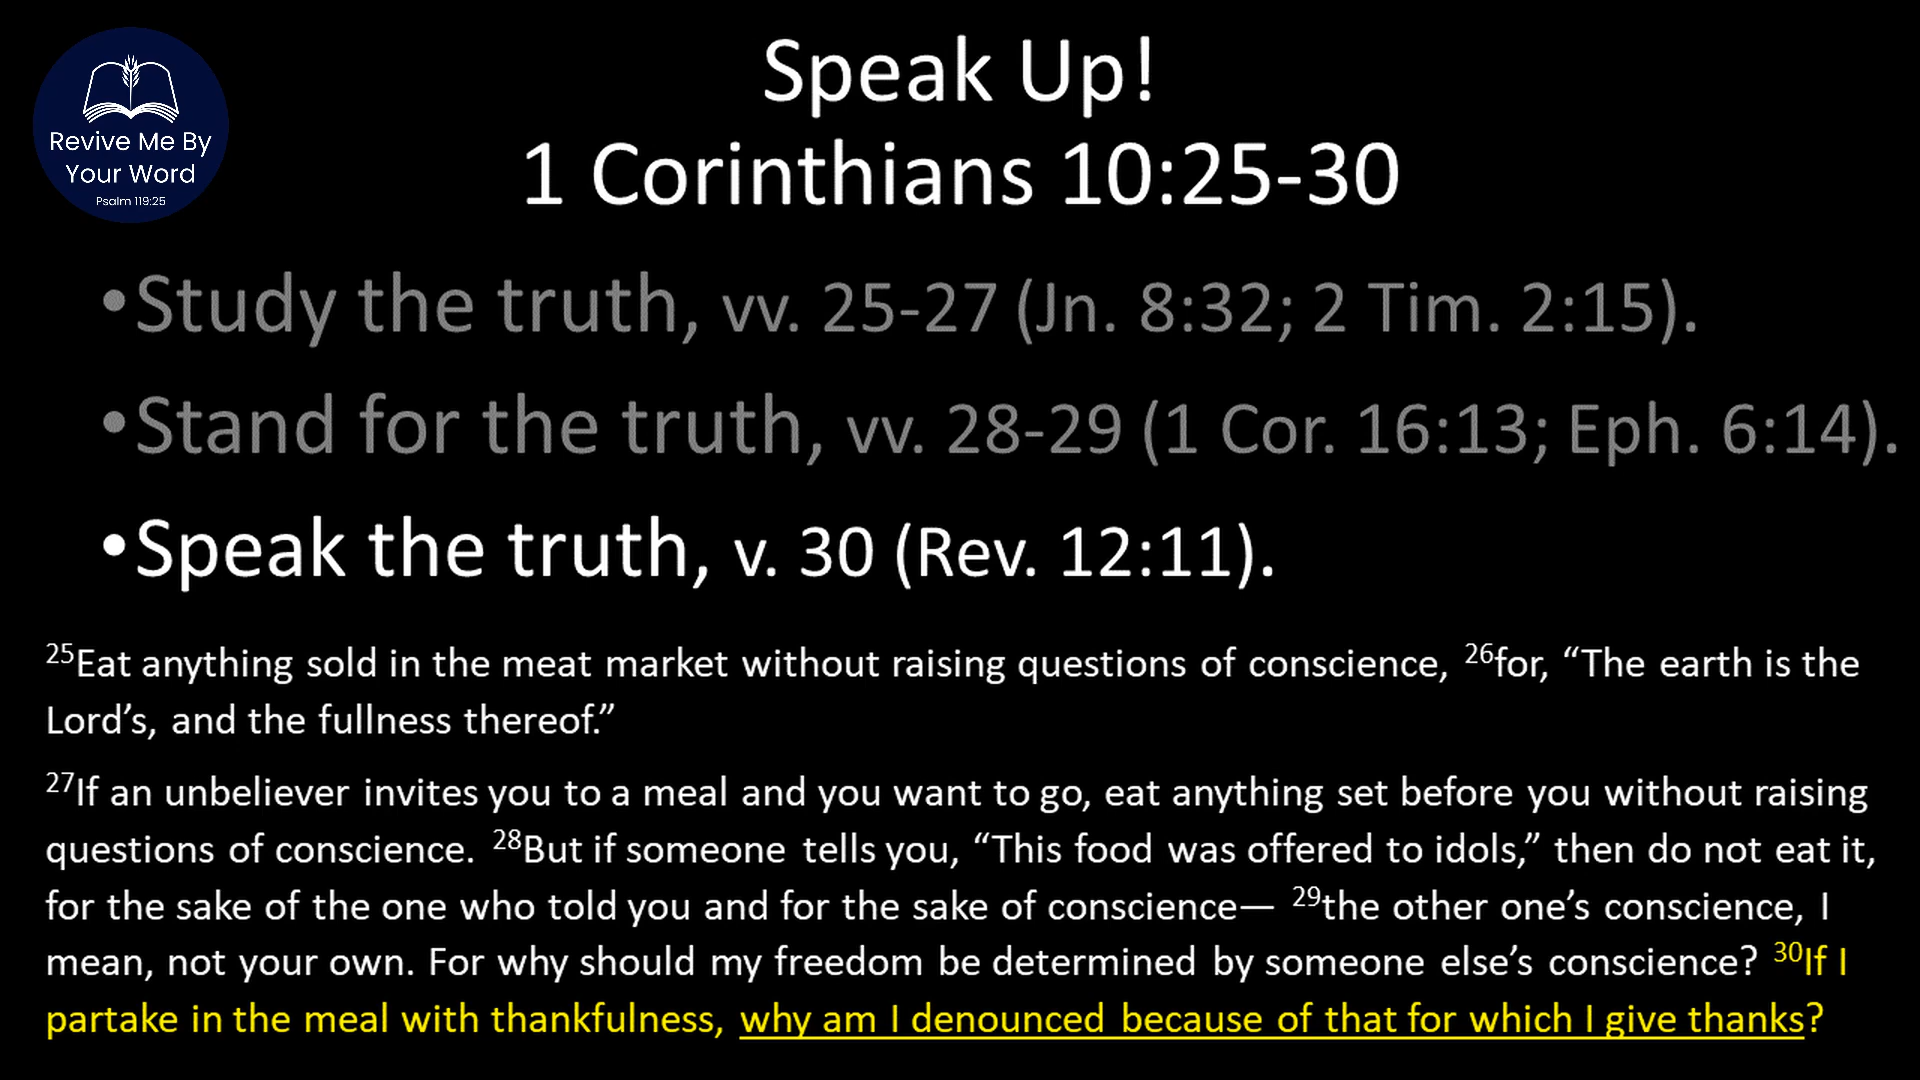 Revive Me By
Your Word
Psalm 119:25
Speak Up!
1 Corinthians 10:25-30
•Study the truth, vv. 25-27 (Jn. 8:32; 2 Tim. 2:15).
•Stand for the truth, vv. 28-29 (1 Cor. 16:13; Eph. 6:14).
•Speak the truth, v. 30 (Rev. 12:11).
25Eat anything sold in the meat market without raising questions of conscience, 26for, “The earth is the
Lord’s, and the fullness thereof.”
27If an unbeliever invites you to a meal and you want to go, eat anything set before you without raising
questions of conscience. 28But if someone tells you, “This food was offered to idols,” then do not eat it,
for the sake of the one who told you and for the sake of conscience— 29the other one’s conscience, I
mean, not your own. For why should my freedom be determined by someone else’s conscience? 30If I
partake in the meal with thankfulness, why am I denounced because of that for which I give thanks?